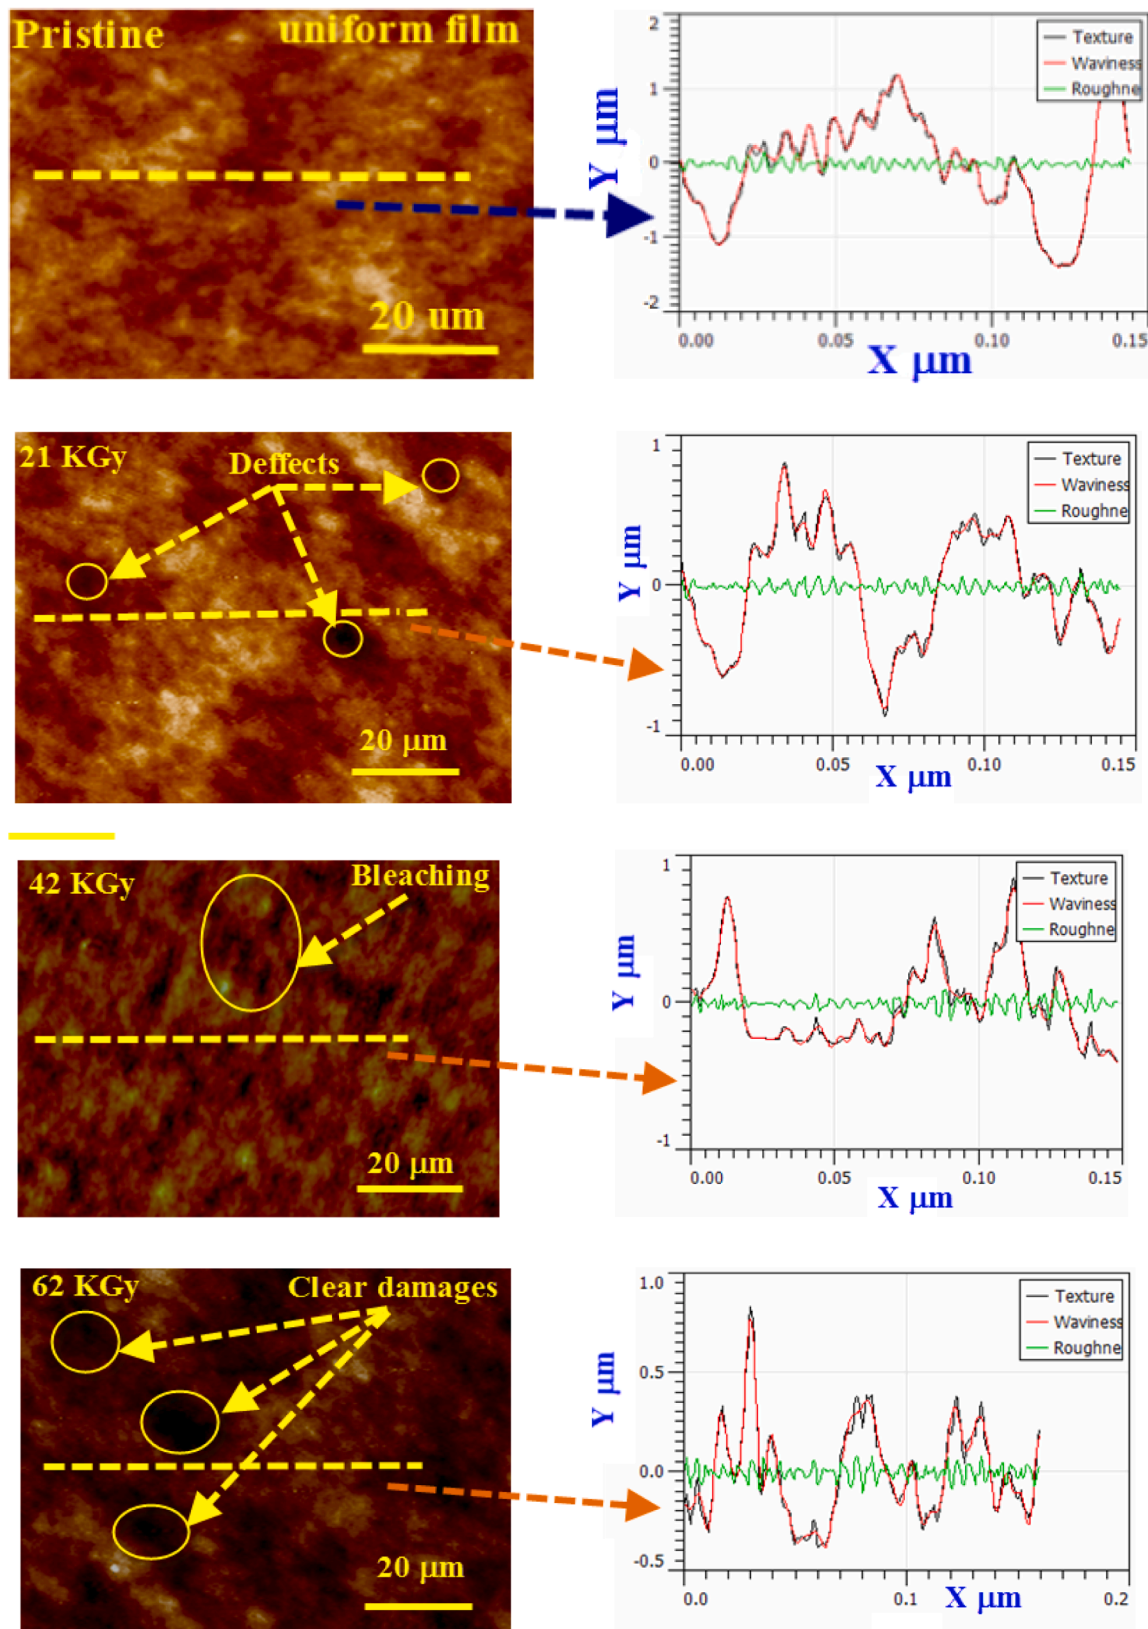 Pristine uniform film
20 um
2
1
0
-1
-2
Y µm
Texture
Waviness
Roughne
0.00 0.05 0.10 0.15
X µm
21 KGy
Deffects
20 µm
1
0
-1
Y µm
Texture
Waviness
Roughne
0.00 0.05 0.10 0.15
X µm
42 KGy
Bleaching
20 µm
1
0
-1
Y µm
Texture
Waviness
Roughne
0.00 0.05 0.10 0.15
X µm
62 KGy
Clear damages
20 µm
1.0
0.5
0.0
-0.5
Y µm
Texture
Waviness
Roughne
0.0 0.1 0.2
X µm